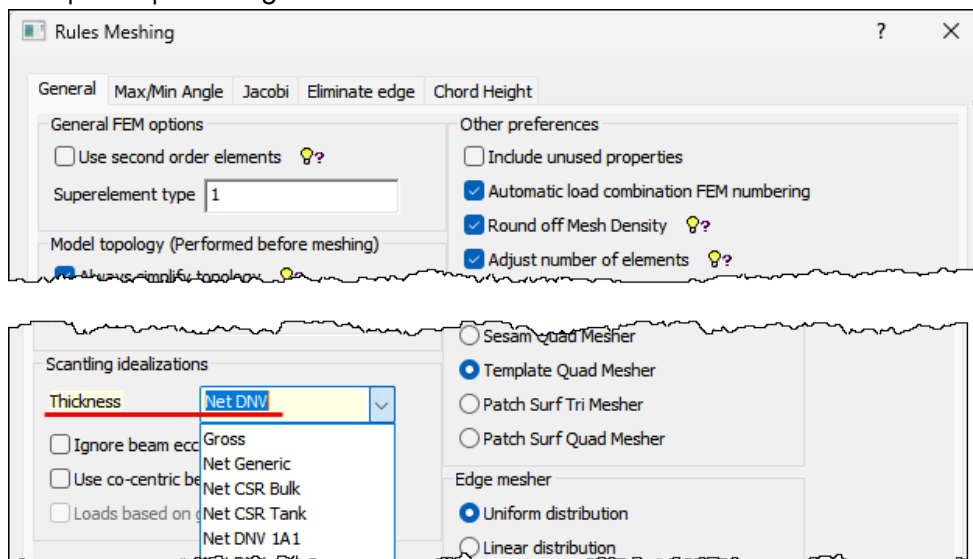 Rules Meshing ? ×
General Max/Min Angle Jacobi Eliminate edge Chord Height
General FEM options
Use second order elements ?
Superelement type 1
Model topology (Performed before meshing)
Always simplify topology
Other preferences
Include unused properties
Automatic load combination FEM numbering
Round off Mesh Density ?
Adjust number of elements ?
Scantling idealizations
Thickness Net DNV
Ignore beam ecc
Use co-centric be
Loads based on g
Gross
Net Generic
Net CSR Bulk
Net CSR Tank
Net DNV 1A1
Sesam Quad Mesher
Template Quad Mesher
Patch Surf Tri Mesher
Patch Surf Quad Mesher
Edge mesher
Uniform distribution
Linear distribution